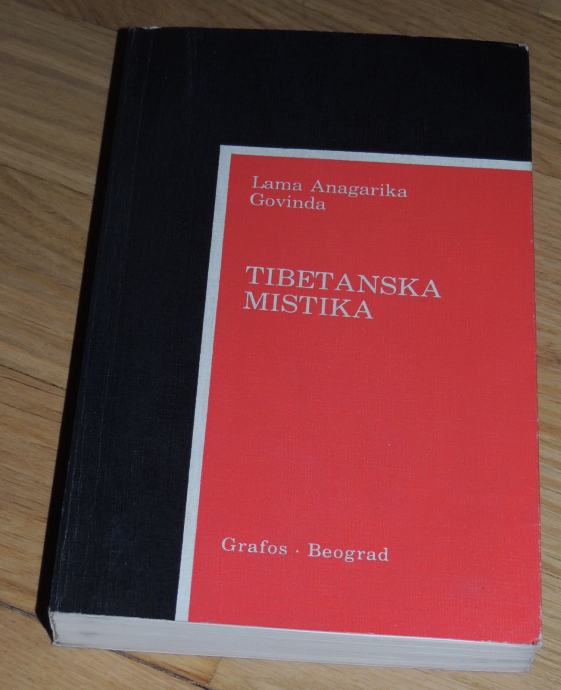 Lama Anagarika
Govinda
TIBETANSKA
MISTIKA
Grafos · Beograd